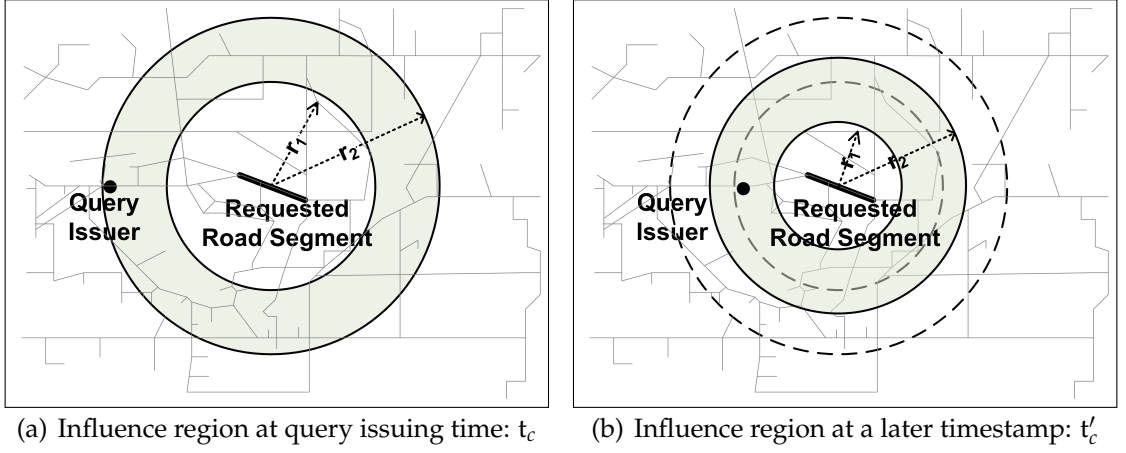 r1
r2
Query
Issuer
Requested
Road Segment
r1
r2
Query
Issuer
Requested
Road Segment
(a) Influence region at query issuing time: tc
(b) Influence region at a later timestamp: t′c